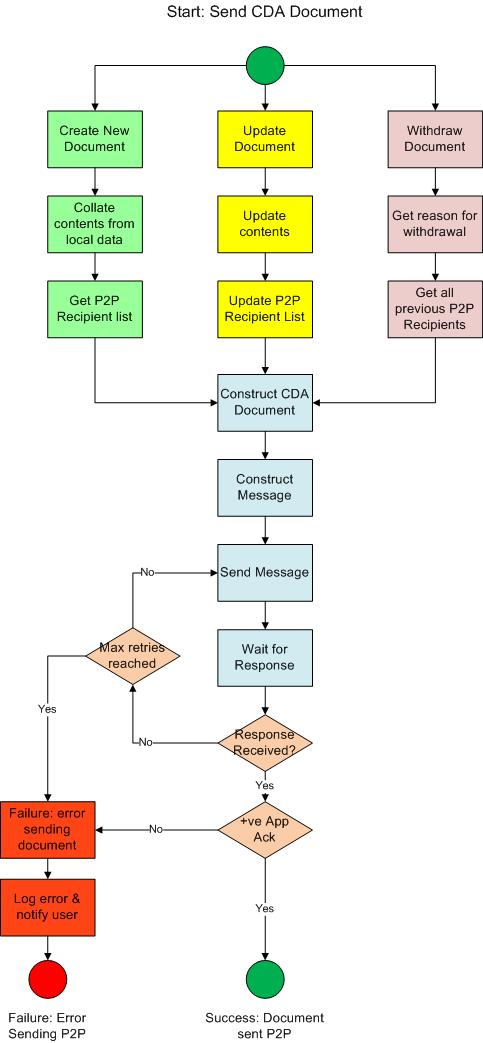 Start: Send CDA Document
Create New
Document
Update
Document
Withdraw
Document
Collate
contents from
local data
Update
contents
Get reason for
withdrawal
Get P2P
Recipient list
Update P2P
Recipient List
Get all
previous P2P
Recipients
Construct CDA
Document
Construct
Message
No
Send Message
Max retries
reached
Wait for
Response
Yes
No
Response
Received?
Yes
Failure: error
sending
document
No
+ve App
Ack
Log error &
notify user
Yes
Failure: Error
Sending P2P
Success: Document
sent P2P